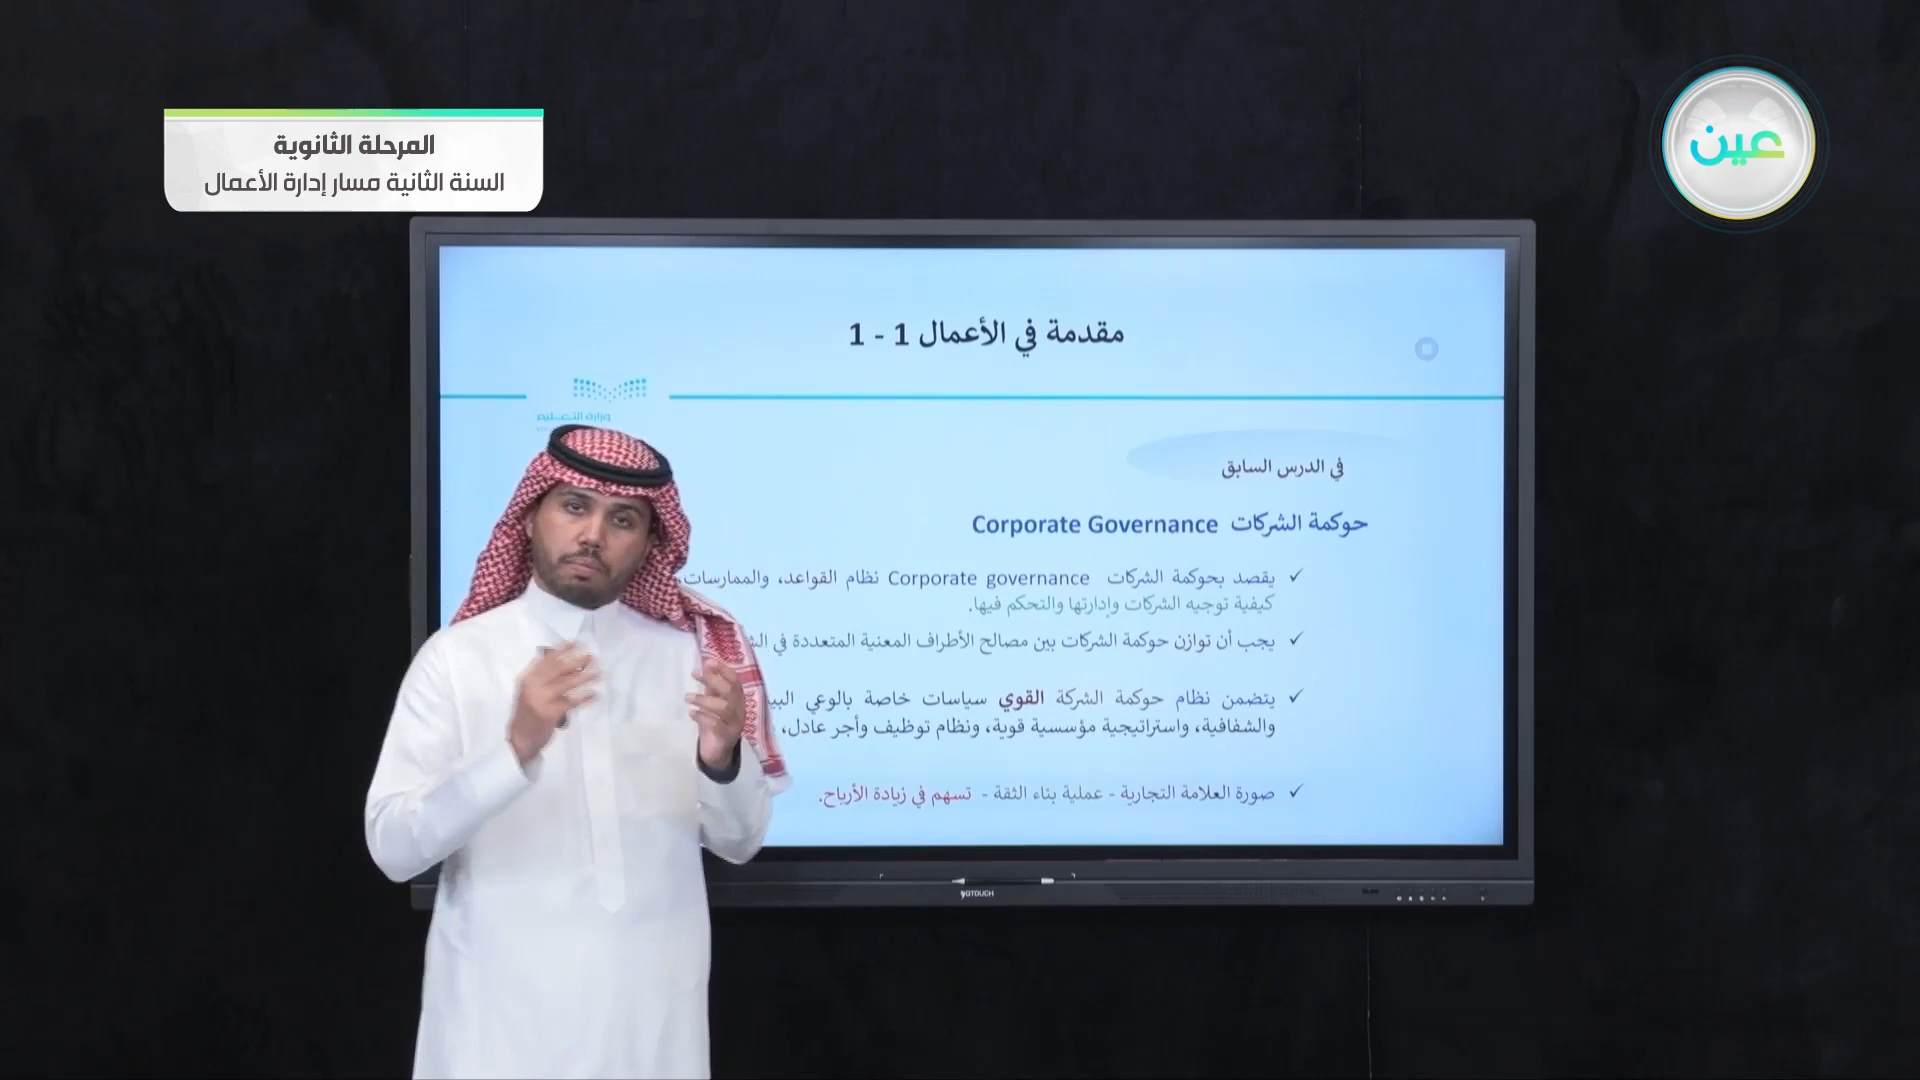 المرحلة الثانوية
السنة الثانية مسار إدارة الأعمال
عين
مقدمة في الأعمال 1 - 1
وزارة التعليم
في الدرس السابق
حوكمة الشركات Corporate Governance
✓ يقصد بحوكمة الشركات Corporate governance نظام القواعد، والممارسات،
كيفية توجيه الشركات وإدارتها والتحكم فيها.
✓ يجب أن توازن حوكمة الشركات بين مصالح الأطراف المعنية المتعددة في
✓ يتضمن نظام حوكمة الشركة القوي سياسات خاصة بالوعي
والشفافية، واستراتيجية مؤسسية قوية، ونظام توظيف وأجر عادل،
✓ صورة العلامة التجارية - عملية بناء الثقة - تسهم في زيادة الأرباح.
YOTOUCH